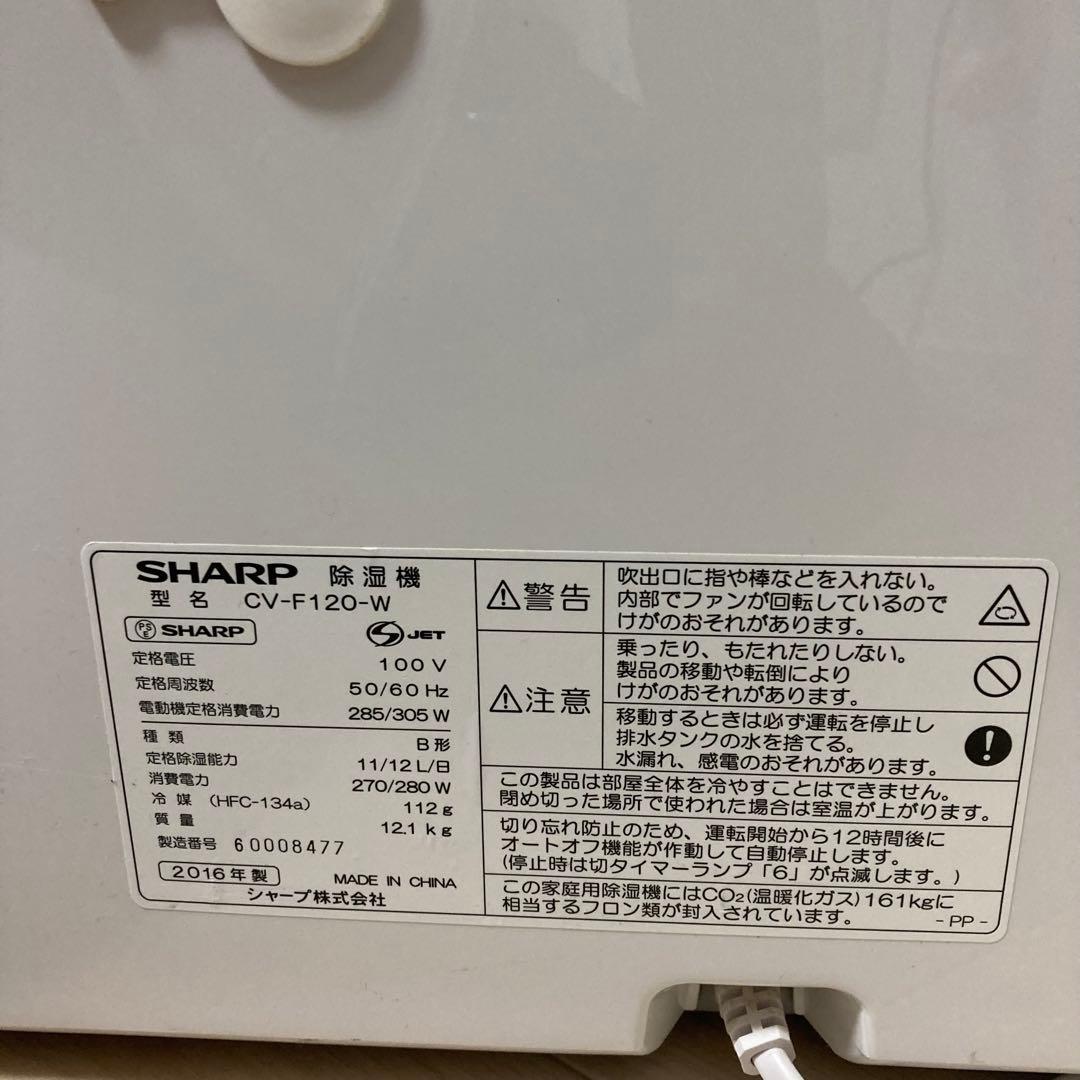 SHARP 除湿機
型名 CV-F120-W
PSE SHARP
S JET
定格電圧 100 V
定格周波数 50/60 Hz
電動機定格消費電力 285/305 W
種類 B形
定格除湿能力 11/12 L/日
消費電力 270/280 W
冷媒 (HFC-134a) 112 g
質量 12.1 kg
製造番号 60008477
2016年製 MADE IN CHINA
シャープ株式会社
警告
吹出口に指や棒などを入れない。
内部でファンが回転しているので
けがのおそれがあります。
注意
乗ったり、もたれたりしない。
製品の移動や転倒により
けがのおそれがあります。
移動するときは必ず運転を停止し
排水タンクの水を捨てる。
水漏れ、感電のおそれがあります。
この製品は部屋全体を冷やすことはできません。
閉め切った場所で使われた場合は室温が上がります。
切り忘れ防止のため、運転開始から12時間後に
オートオフ機能が作動して自動停止します。
(停止時は切タイマーランプ「6」が点滅します。)
この家庭用除湿機にはCO₂(温暖化ガス)161kgに
相当するフロン類が封入されています。
- PP -